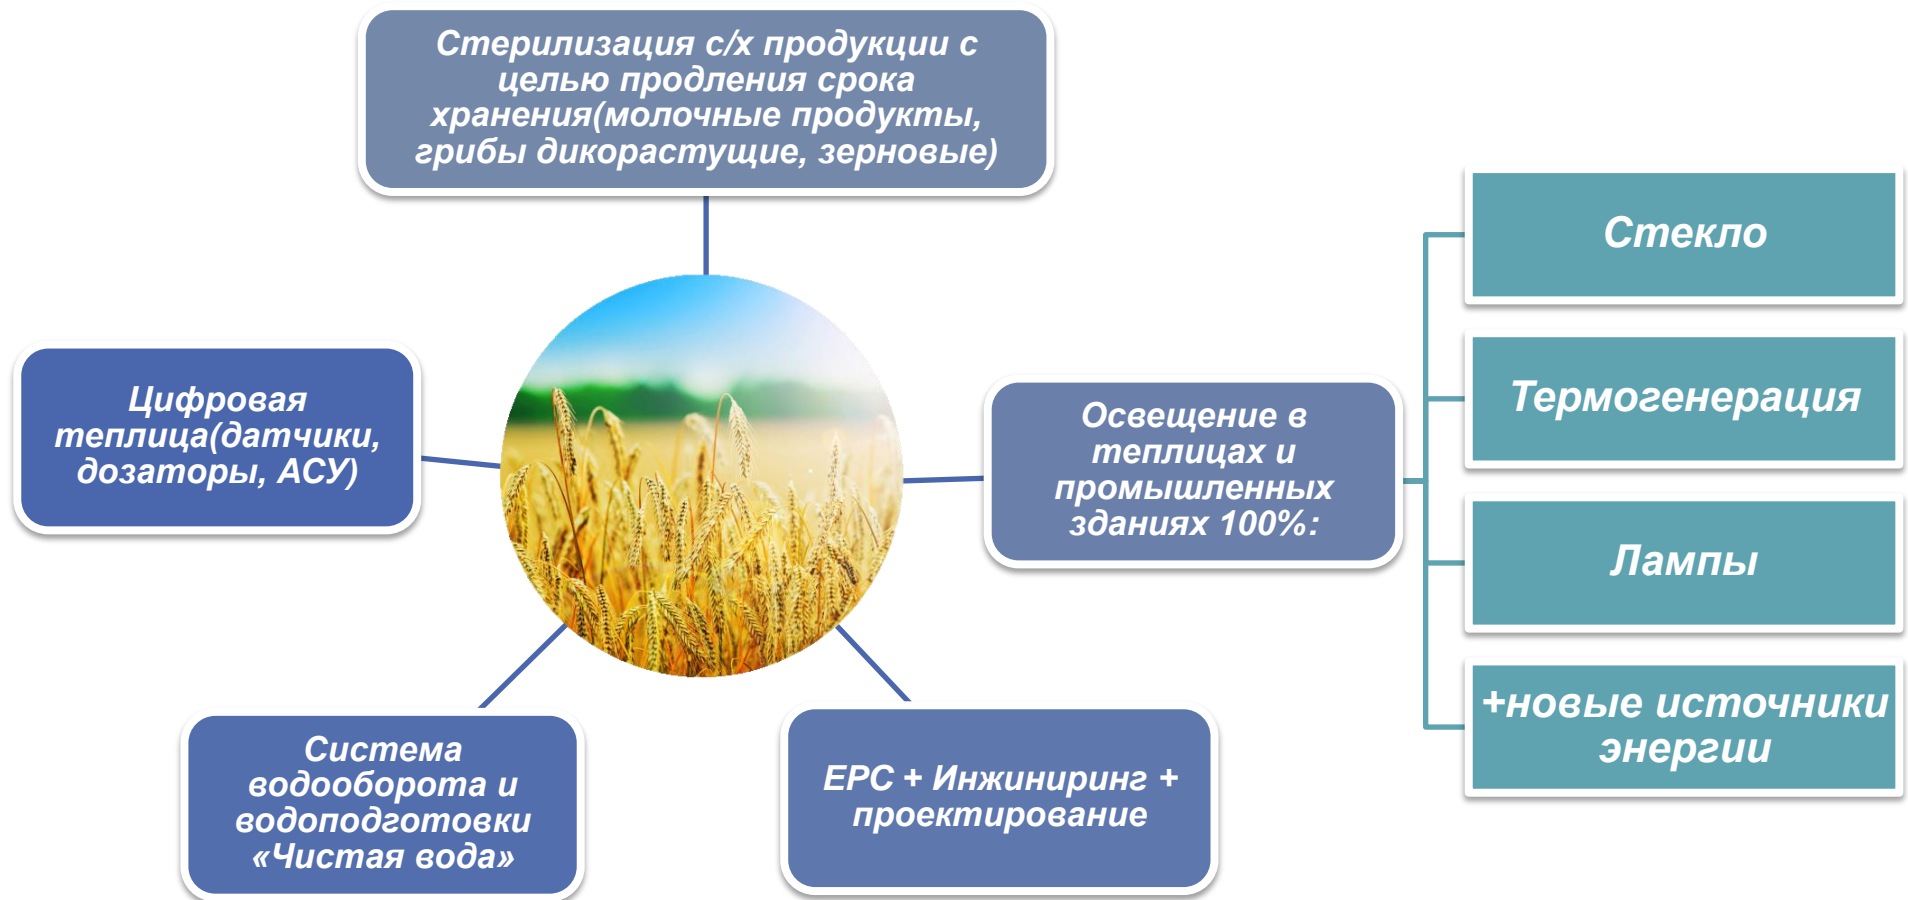 Стерилизация с/х продукции с
целью продления срока
хранения(молочные продукты,
грибы дикорастущие, зерновые)
Цифровая
теплица(датчики,
дозаторы, АСУ)
Освещение в
теплицах и
промышленных
зданиях 100%:
Стекло
Термогенерация
Лампы
+новые источники
энергии
Система
водооборота и
водоподготовки
«Чистая вода»
EPC + Инжиниринг +
проектирование